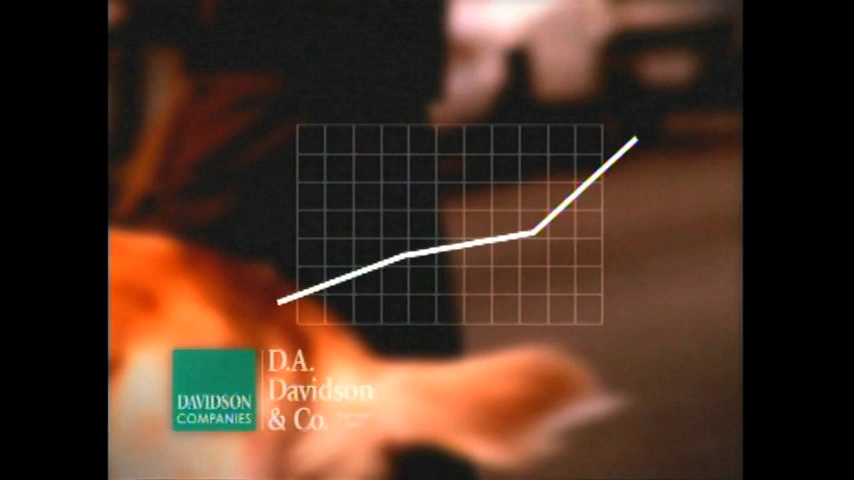 DAVIDSON
COMPANIES
D.A.
Davidson
& Co.